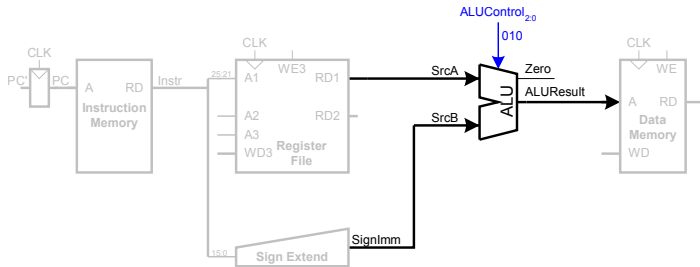 ALUControl2:0
010
CLK
CLK
CLK
PC'
PC
A
RD
Instr
Instruction
Memory
25:21
A1
WE3
RD1
A2
RD2
A3
WD3
Register
File
SrcA
SrcB
ALU
Zero
ALUResult
WE
A
RD
Data
Memory
WD
SignImm
15:0
Sign Extend